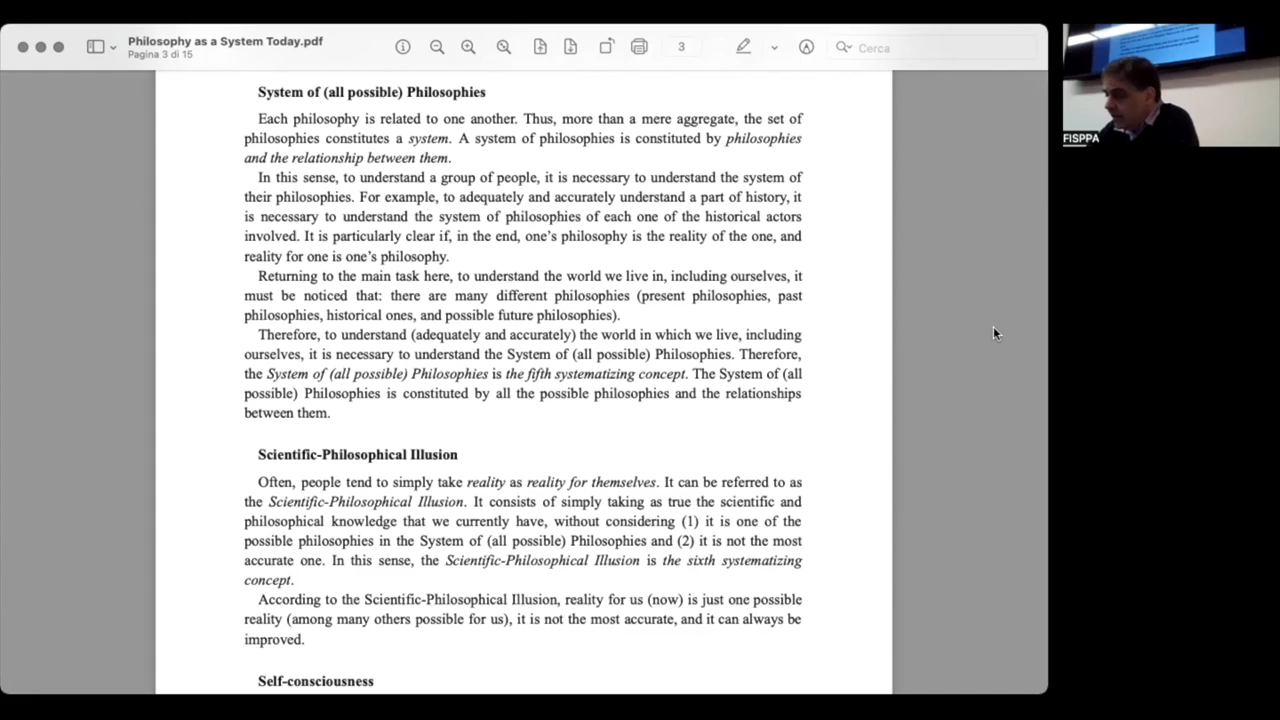 Philosophy as a System Today.pdf
Pagina 3 di 15
3
Cerca
FISPPA
System of (all possible) Philosophies
Each philosophy is related to one another. Thus, more than a mere aggregate, the set of
philosophies constitutes a system. A system of philosophies is constituted by philosophies
and the relationship between them.
In this sense, to understand a group of people, it is necessary to understand the system of
their philosophies. For example, to adequately and accurately understand a part of history, it
is necessary to understand the system of philosophies of each one of the historical actors
involved. It is particularly clear if, in the end, one’s philosophy is the reality of the one, and
reality for one is one’s philosophy.
Returning to the main task here, to understand the world we live in, including ourselves, it
must be noticed that: there are many different philosophies (present philosophies, past
philosophies, historical ones, and possible future philosophies).
Therefore, to understand (adequately and accurately) the world in which we live, including
ourselves, it is necessary to understand the System of (all possible) Philosophies. Therefore,
the System of (all possible) Philosophies is the fifth systematizing concept. The System of (all
possible) Philosophies is constituted by all the possible philosophies and the relationships
between them.
Scientific-Philosophical Illusion
Often, people tend to simply take reality as reality for themselves. It can be referred to as
the Scientific-Philosophical Illusion. It consists of simply taking as true the scientific and
philosophical knowledge that we currently have, without considering (1) it is one of the
possible philosophies in the System of (all possible) Philosophies and (2) it is not the most
accurate one. In this sense, the Scientific-Philosophical Illusion is the sixth systematizing
concept.
According to the Scientific-Philosophical Illusion, reality for us (now) is just one possible
reality (among many others possible for us), it is not the most accurate, and it can always be
improved.
Self-consciousness